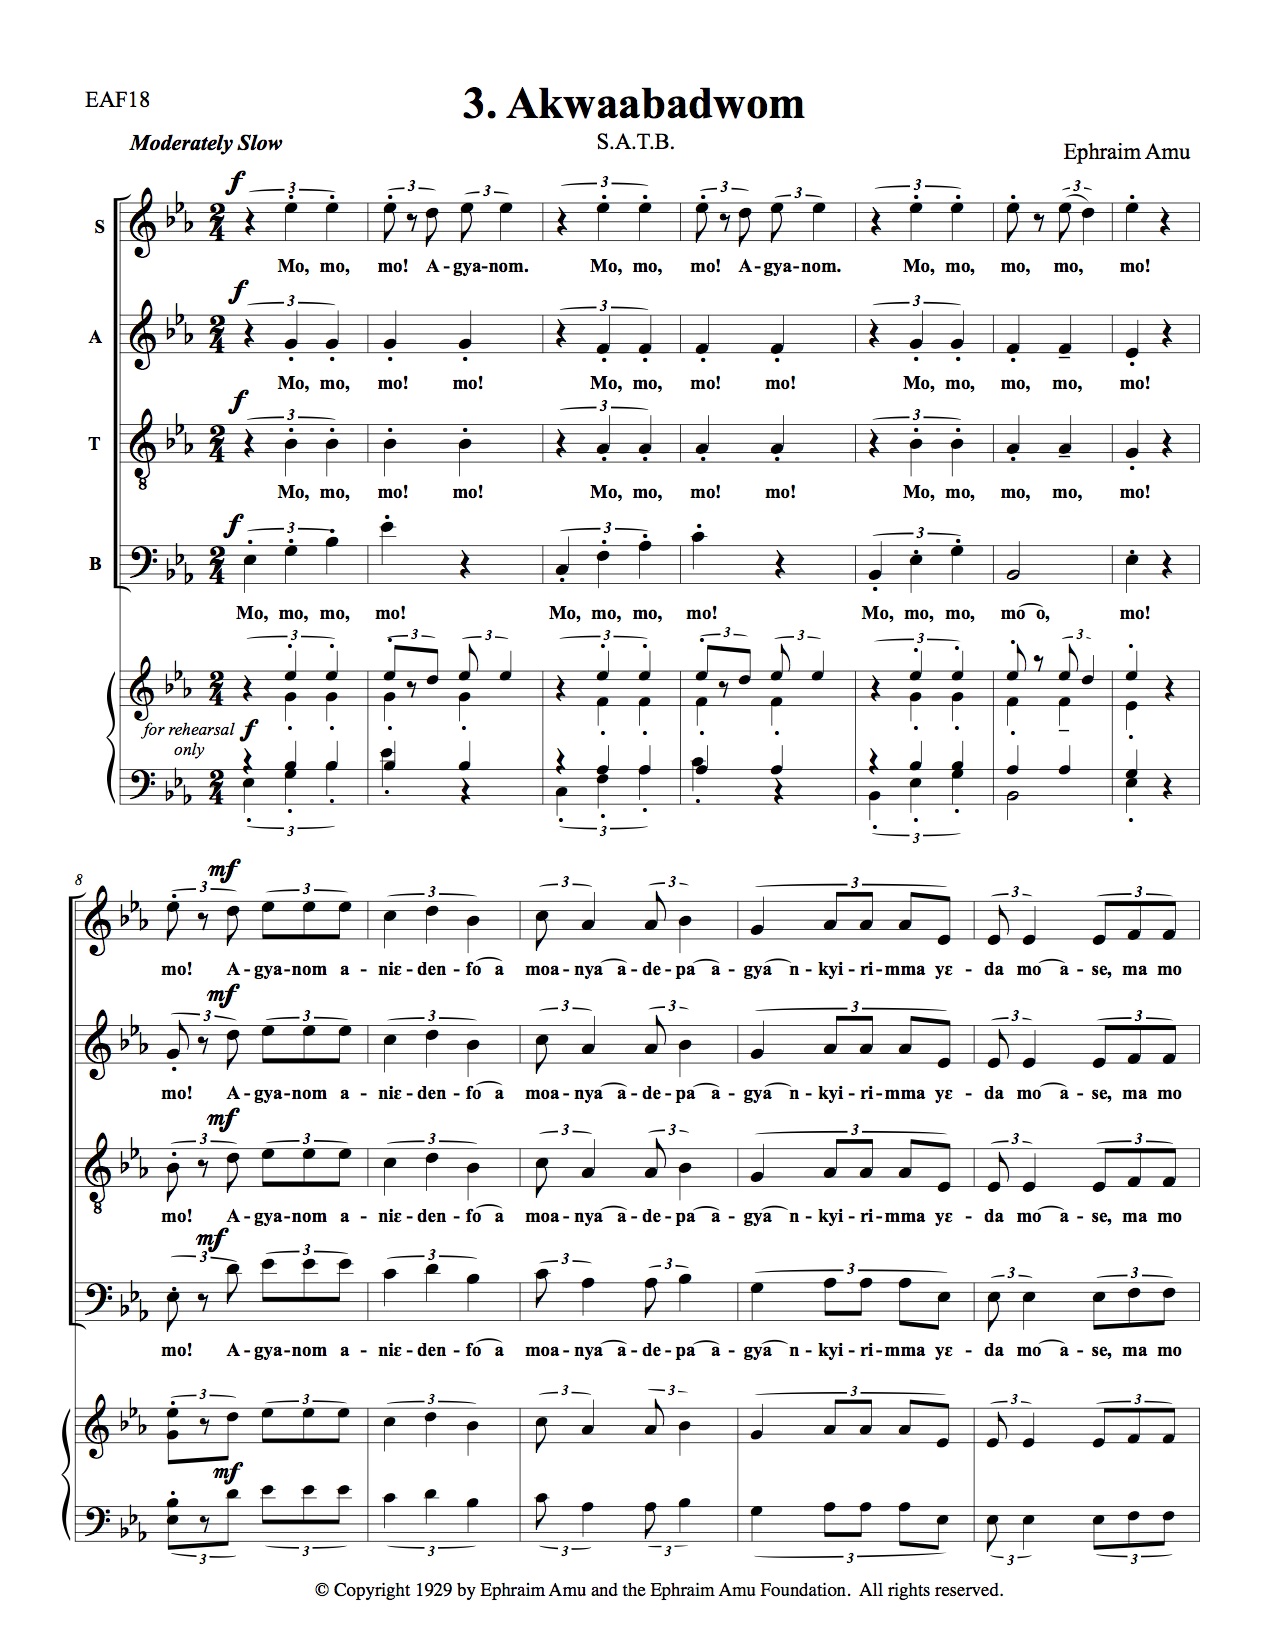 EAF18
3. Akwaabadwom
Moderately Slow
S.A.T.B.
Ephraim Amu
f
S
Mo, mo, mo! A-gya-nom. Mo, mo, mo! A-gya-nom. Mo, mo, mo, mo, mo!
f
A
Mo, mo, mo! mo! Mo, mo, mo! mo! Mo, mo, mo, mo, mo!
f
T
8
Mo, mo, mo! mo! Mo, mo, mo! mo! Mo, mo, mo, mo, mo!
f
B
Mo, mo, mo, mo! Mo, mo, mo, mo! Mo, mo, mo, mo o, mo!
for rehearsal f
only
8
mf
mo! A-gya-nom a-niɛ-den-fo a moa-nya a-de-pa a-gya n-kyi-ri-mma yɛ-da mo a-se, ma mo
mf
mo! A-gya-nom a-niɛ-den-fo a moa-nya a-de-pa a-gya n-kyi-ri-mma yɛ-da mo a-se, ma mo
mf
8
mo! A-gya-nom a-niɛ-den-fo a moa-nya a-de-pa a-gya n-kyi-ri-mma yɛ-da mo a-se, ma mo
mf
mo! A-gya-nom a-niɛ-den-fo a moa-nya a-de-pa a-gya n-kyi-ri-mma yɛ-da mo a-se, ma mo
mf
© Copyright 1929 by Ephraim Amu and the Ephraim Amu Foundation. All rights reserved.